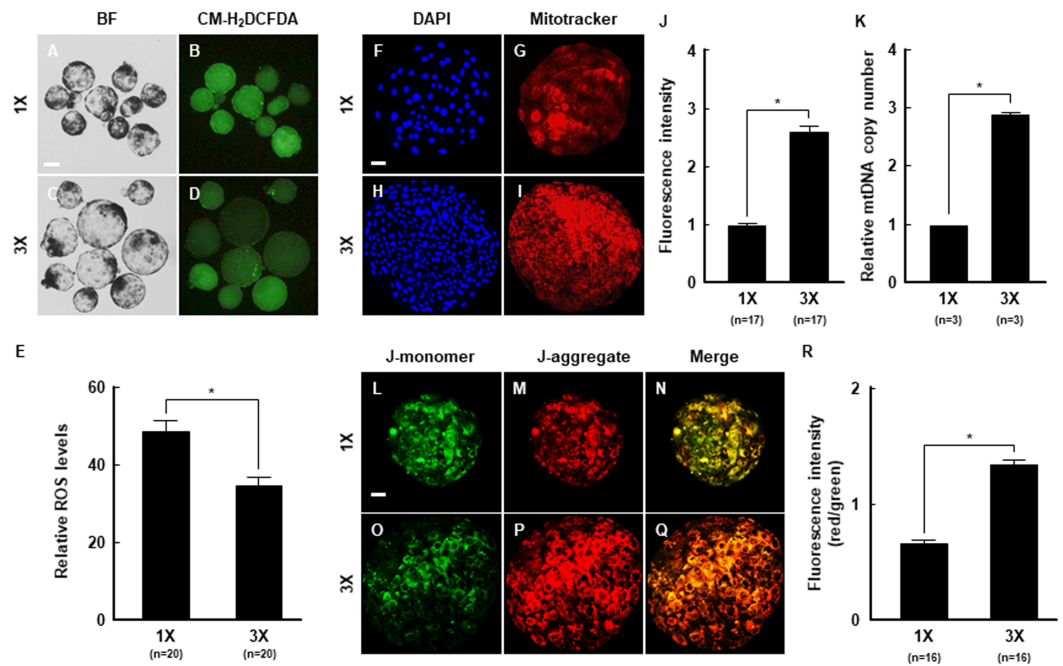 BF
CM-H₂DCFDA
1X
A
B
3X
C
D
DAPI
Mitotracker
1X
F
G
3X
H
I
J
Fluorescence intensity
4
3
2
1
0
*
1X
3X
(n=17)
(n=17)
K
Relative mtDNA copy number
4
3
2
1
0
*
1X
3X
(n=3)
(n=3)
E
Relative ROS levels
60
40
20
0
*
1X
3X
(n=20)
(n=20)
J-monomer
J-aggregate
Merge
1X
L
M
N
3X
O
P
Q
R
Fluorescence intensity
(red/green)
2
1
0
*
1X
3X
(n=16)
(n=16)